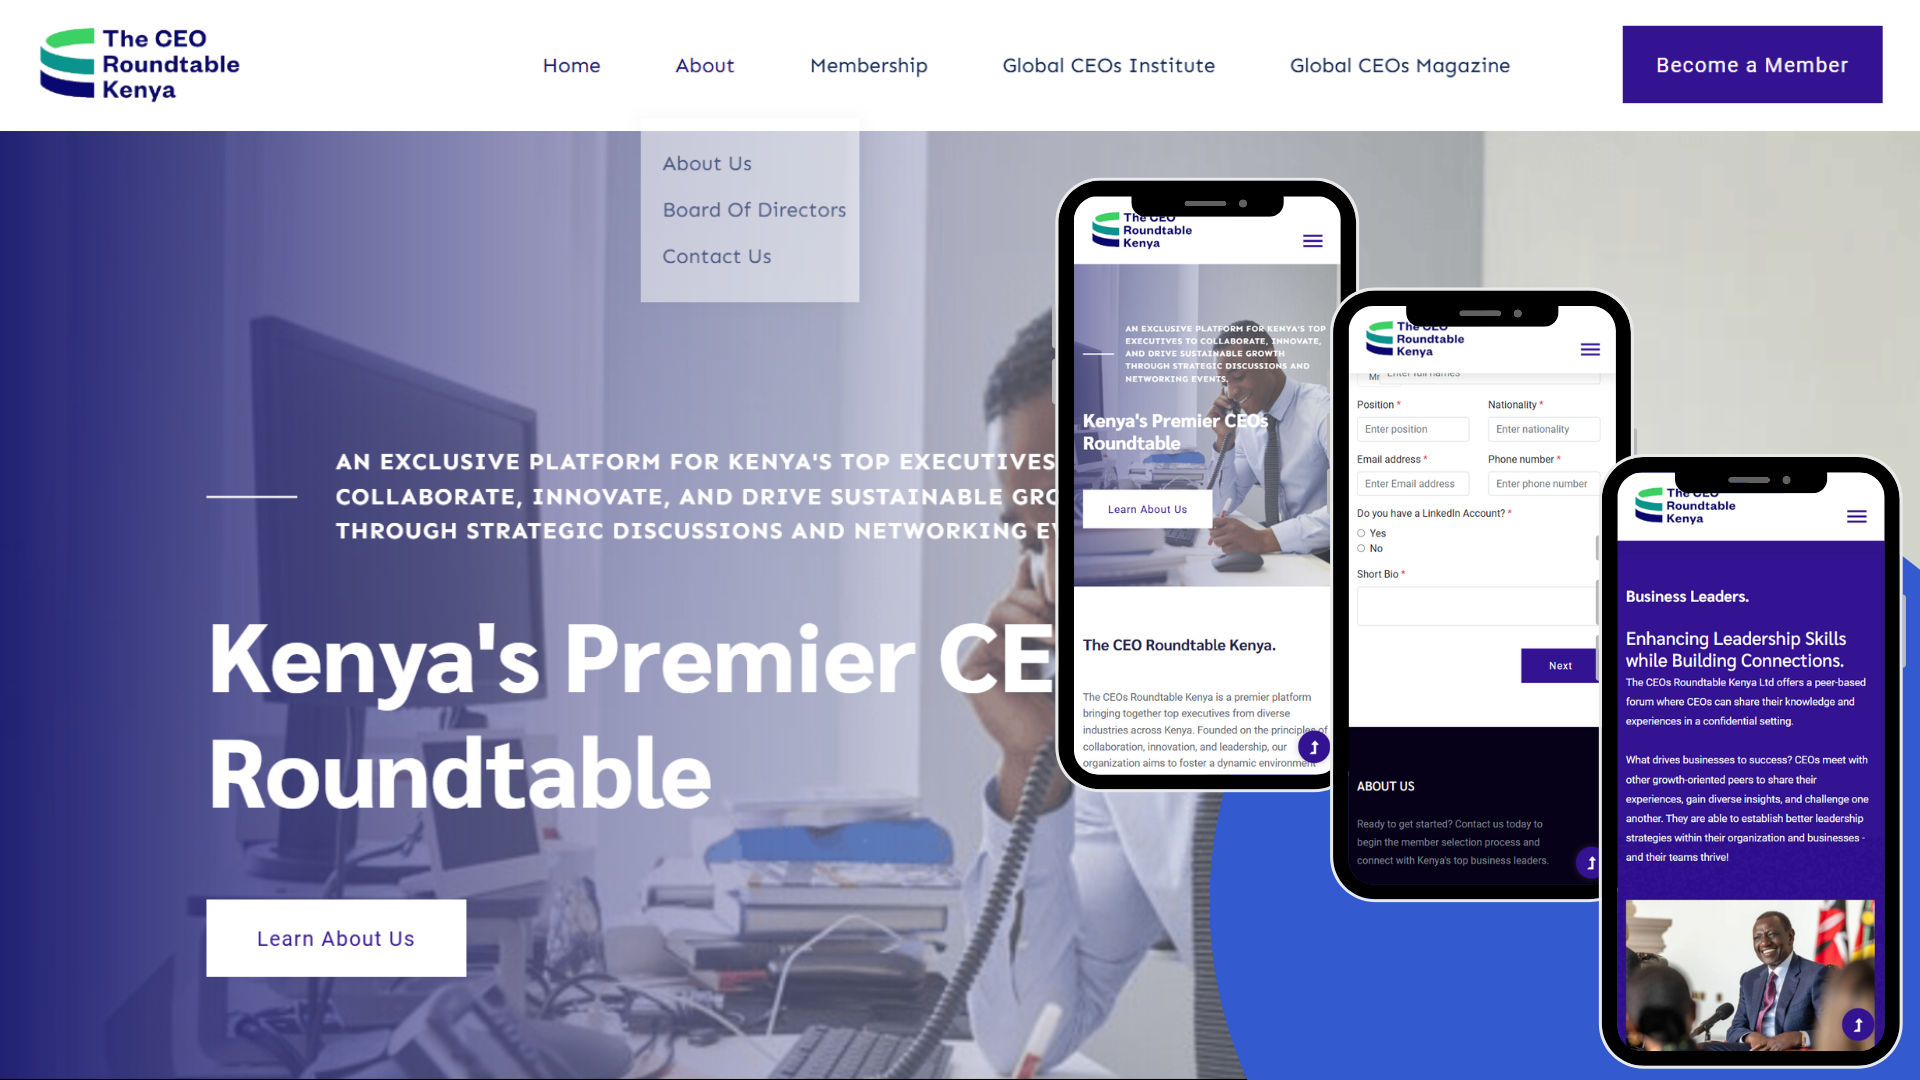 The CEO
Roundtable
Kenya
Home
About
Membership
Global CEOs Institute
Global CEOs Magazine
Become a Member
About Us
Board Of Directors
Contact Us
AN EXCLUSIVE PLATFORM FOR KENYA'S TOP EXECUTIVES
COLLABORATE, INNOVATE, AND DRIVE SUSTAINABLE
THROUGH STRATEGIC DISCUSSIONS AND NETWORKING
Kenya's Premier CE
Roundtable
Learn About Us
The CEO
Roundtable
Kenya
AN EXCLUSIVE PLATFORM FOR KENYA'S TOP
EXECUTIVES TO COLLABORATE, INNOVATE,
AND DRIVE SUSTAINABLE GROWTH
THROUGH STRATEGIC DISCUSSIONS AND
NETWORKING EVENTS.
Kenya's Premier CEOs
Roundtable
Learn About Us
The CEO Roundtable Kenya.
The CEOs Roundtable Kenya is a premier platform
bringing together top executives from diverse
industries across Kenya. Founded on the principles of
collaboration, innovation, and leadership, our
organization aims to foster a dynamic environment
The CEO
Roundtable
Kenya
Mr
Enter full names
Position *
Nationality *
Enter position
Enter nationality
Email address *
Phone number *
Enter Email address
Enter phone number
Do you have a LinkedIn Account? *
Yes
No
Short Bio *
Next
ABOUT US
Ready to get started? Contact us today to
begin the member selection process and
connect with Kenya's top business leaders.
The CEO
Roundtable
Kenya
Business Leaders.
Enhancing Leadership Skills
while Building Connections.
The CEOs Roundtable Kenya Ltd offers a peer-based
forum where CEOs can share their knowledge and
experiences in a confidential setting.
What drives businesses to success? CEOs meet with
other growth-oriented peers to share their
experiences, gain diverse insights, and challenge one
another. They are able to establish better leadership
strategies within their organization and businesses -
and their teams thrive!